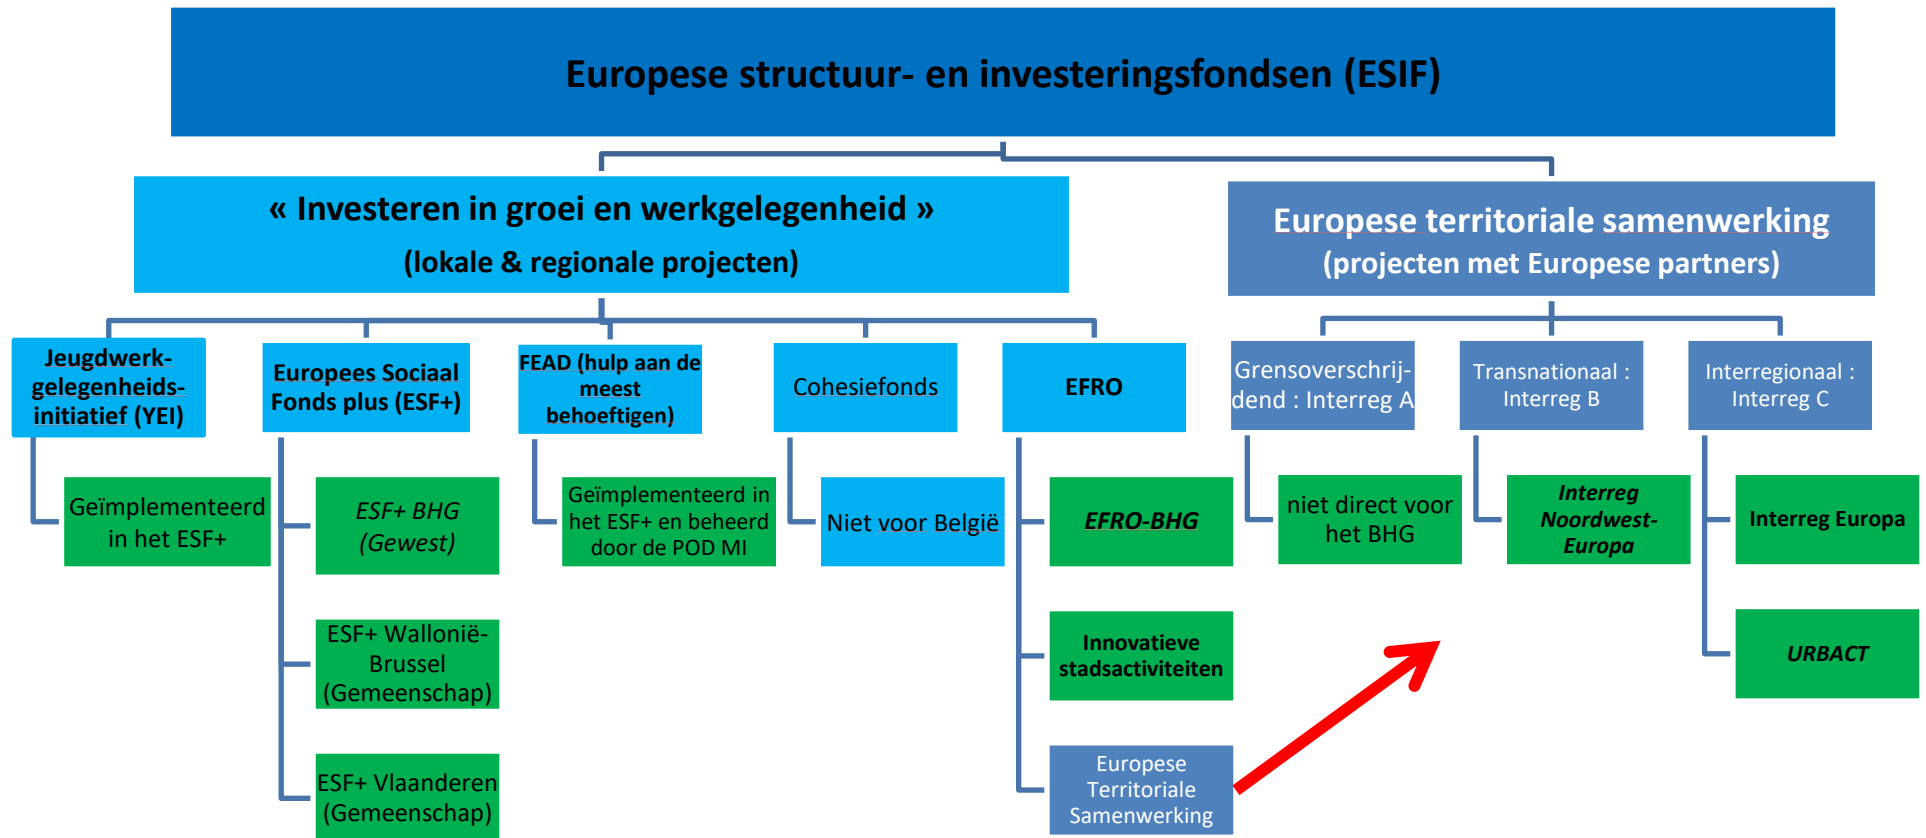 Europese structuur- en investeringsfondsen (ESIF)
« Investeren in groei en werkgelegenheid »
(lokale & regionale projecten)
Europese territoriale samenwerking
(projecten met Europese partners)
Jeugdwerk-
gelegenheids-
initiatief (YEI)
Europees Sociaal
Fonds plus (ESF+)
FEAD (hulp aan de
meest
behoeftigen)
Cohesiefonds
EFRO
Grensoverschrij-
dend : Interreg A
Transnationaal :
Interreg B
Interregionaal :
Interreg C
Geïmplementeerd
in het ESF+
ESF+ BHG
(Gewest)
Geïmplementeerd in
het ESF+ en beheerd
door de POD MI
Niet voor België
EFRO-BHG
niet direct voor
het BHG
Interreg
Noordwest-
Europa
Interreg Europa
ESF+ Wallonië-
Brussel
(Gemeenschap)
Innovatieve
stadsactiviteiten
URBACT
ESF+ Vlaanderen
(Gemeenschap)
Europese
Territoriale
Samenwerking